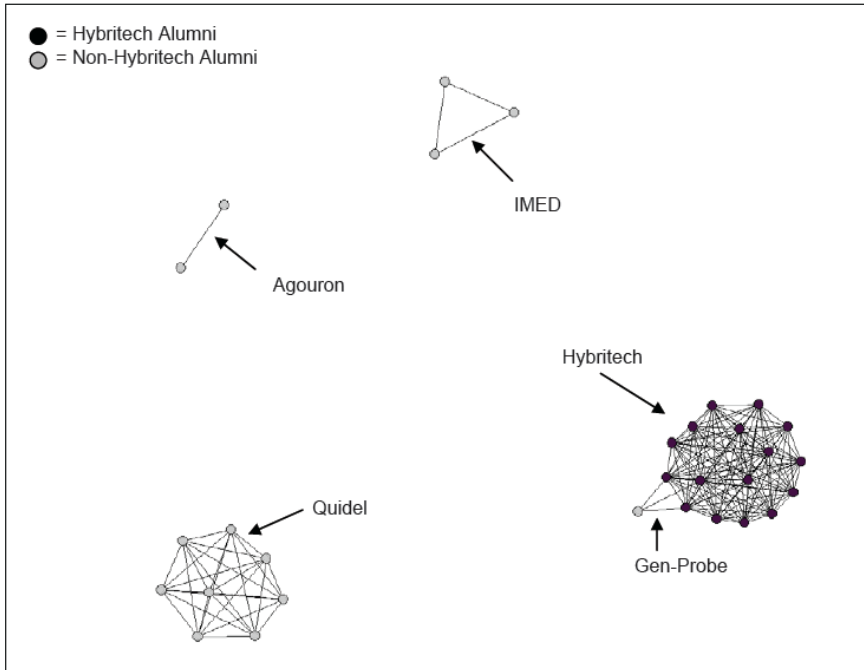 = Hybritech Alumni
= Non-Hybritech Alumni
IMED
Agouron
Hybritech
Quidel
Gen-Probe